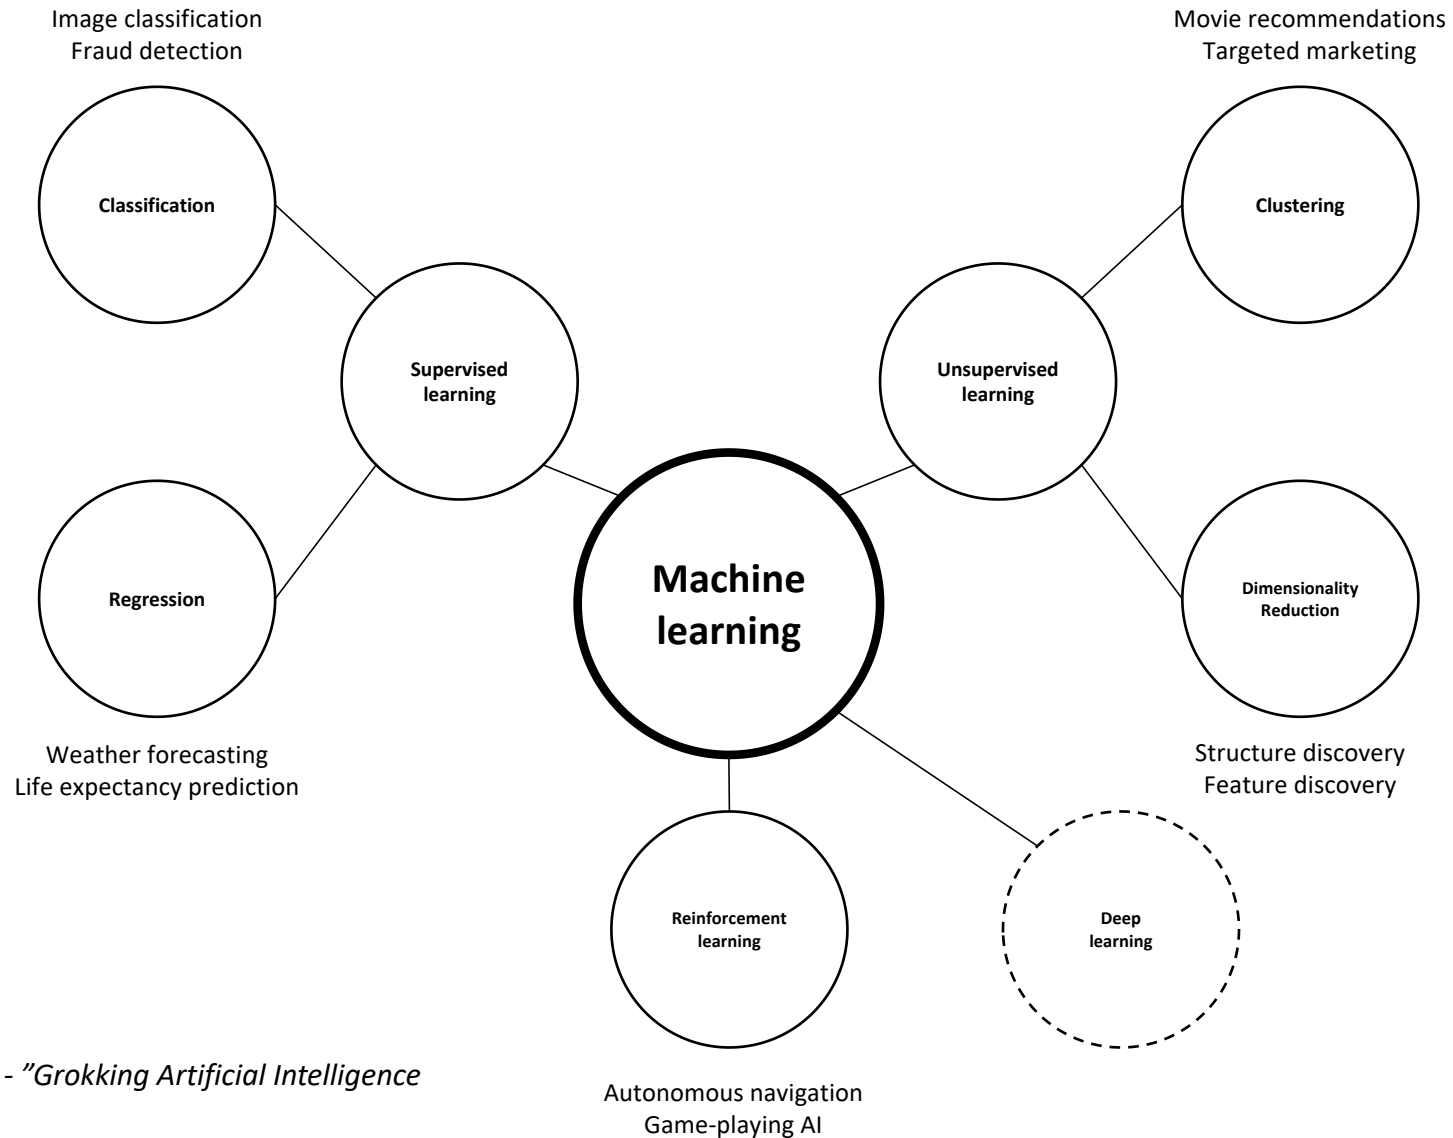 Image classification
Fraud detection
Movie recommendations
Targeted marketing
Classification
Clustering
Supervised
learning
Unsupervised
learning
Machine
learning
Regression
Dimensionality
Reduction
Weather forecasting
Life expectancy prediction
Structure discovery
Feature discovery
Reinforcement
learning
Deep
learning
- ”Grokking Artificial Intelligence
Autonomous navigation
Game-playing AI